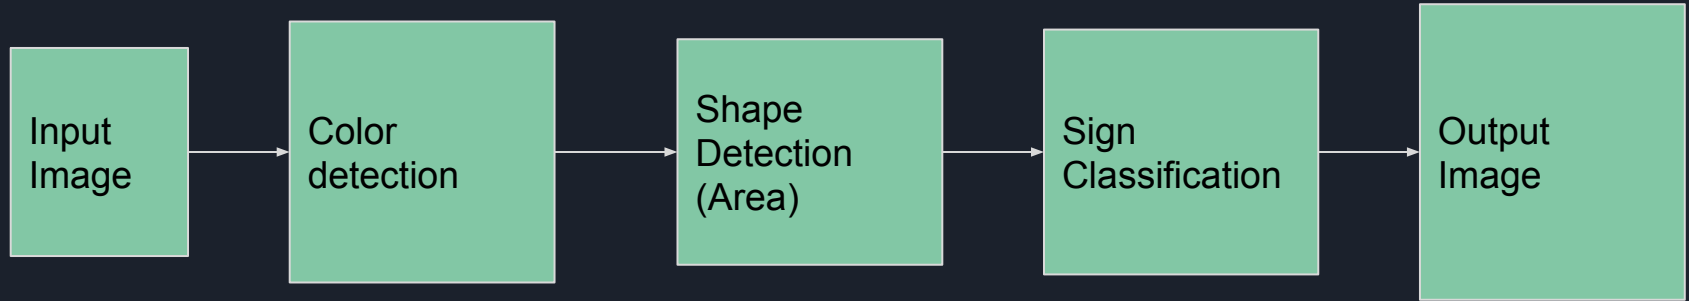 Input
Image
Color
detection
Shape
Detection
(Area)
Sign
Classification
Output
Image